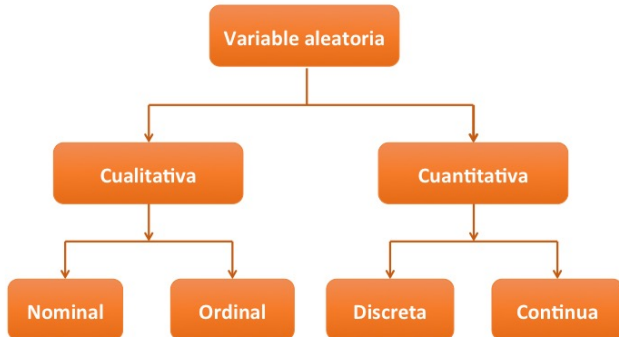 Variable aleatoria
Cualitativa
Cuantitativa
Nominal
Ordinal
Discreta
Continua